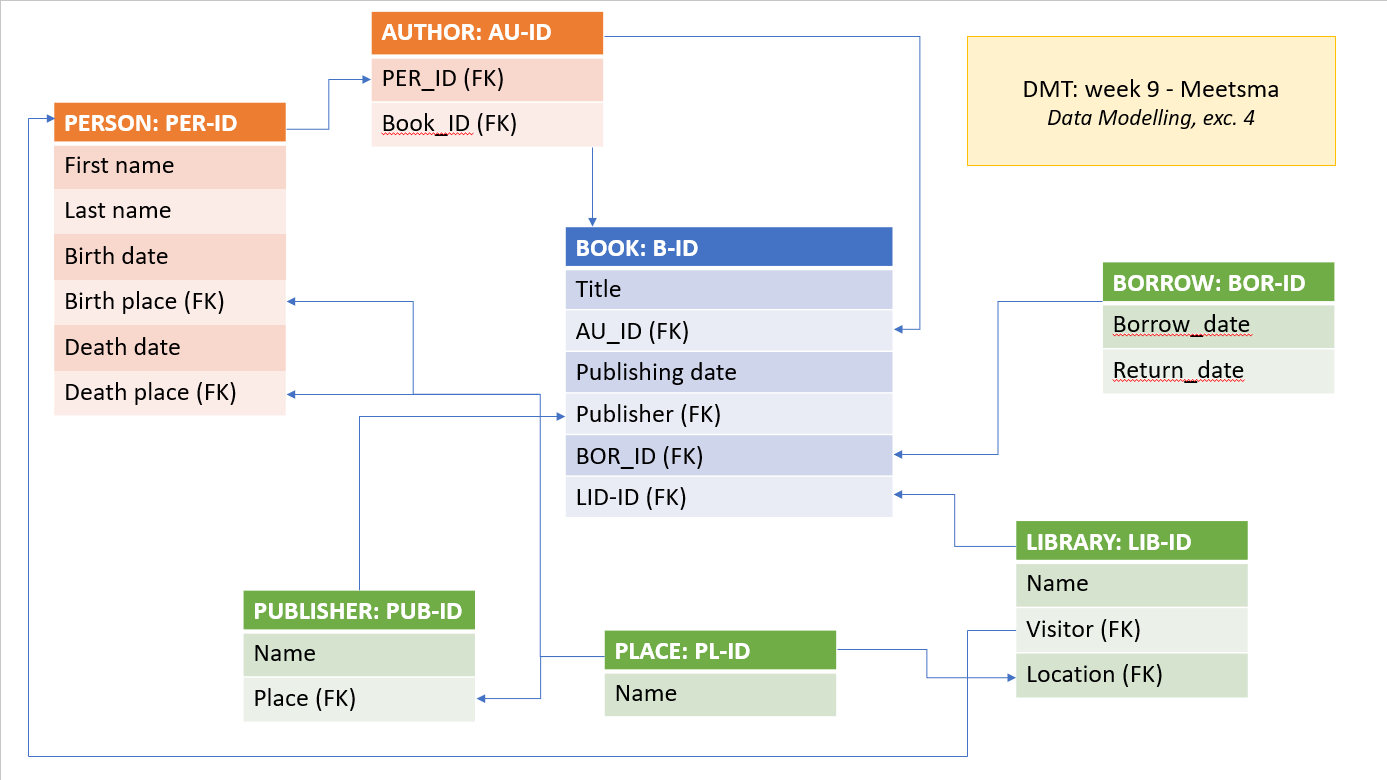 AUTHOR: AU-ID
PER_ID (FK)
Book_ID (FK)
DMT: week 9 - Meetsma
Data Modelling, exc. 4
PERSON: PER-ID
First name
Last name
Birth date
Birth place (FK)
Death date
Death place (FK)
BOOK: B-ID
Title
AU_ID (FK)
Publishing date
Publisher (FK)
BOR_ID (FK)
LID-ID (FK)
BORROW: BOR-ID
Borrow_date
Return_date
LIBRARY: LIB-ID
Name
Visitor (FK)
Location (FK)
PUBLISHER: PUB-ID
Name
Place (FK)
PLACE: PL-ID
Name